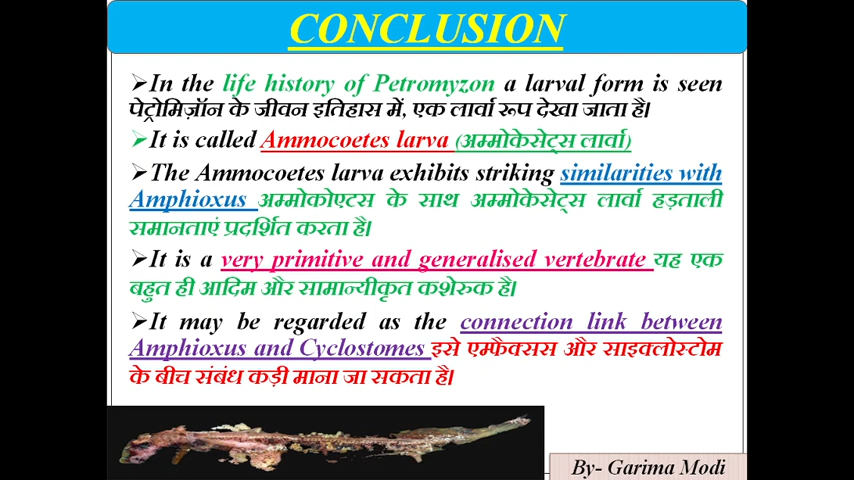 CONCLUSION
➢In the life history of Petromyzon a larval form is seen
पेट्रोमिज़ॉन के जीवन इतिहास में, एक लार्वा रूप देखा जाता है।
➢It is called Ammocoetes larva (अम्मोकेसेट्स लार्वा)
➢The Ammocoetes larva exhibits striking similarities with
Amphioxus अम्मोकोएटस के साथ अम्मोकेसेट्स लार्वा हड़ताली
समानताएं प्रदर्शित करता है।
➢It is a very primitive and generalised vertebrate यह एक
बहुत ही आदिम और सामान्यीकृत कशेरुक है।
➢It may be regarded as the connection link between
Amphioxus and Cyclostomes इसे एम्फैक्सस और साइक्लोस्टोम
के बीच संबंध कड़ी माना जा सकता है।
By- Garima Modi